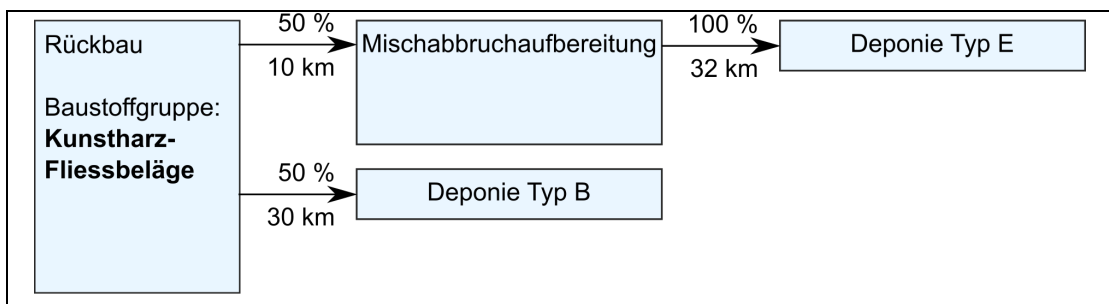 Rückbau
Baustoffgruppe:
Kunstharz-
Fliessbeläge
50 %
10 km
Mischabbruchaufbereitung
100 %
32 km
Deponie Typ E
50 %
30 km
Deponie Typ B